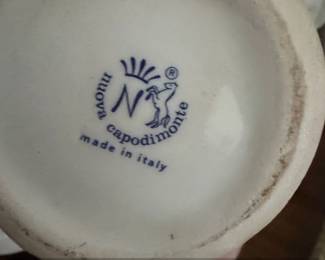 N ®
nuova capodimonte
made in italy